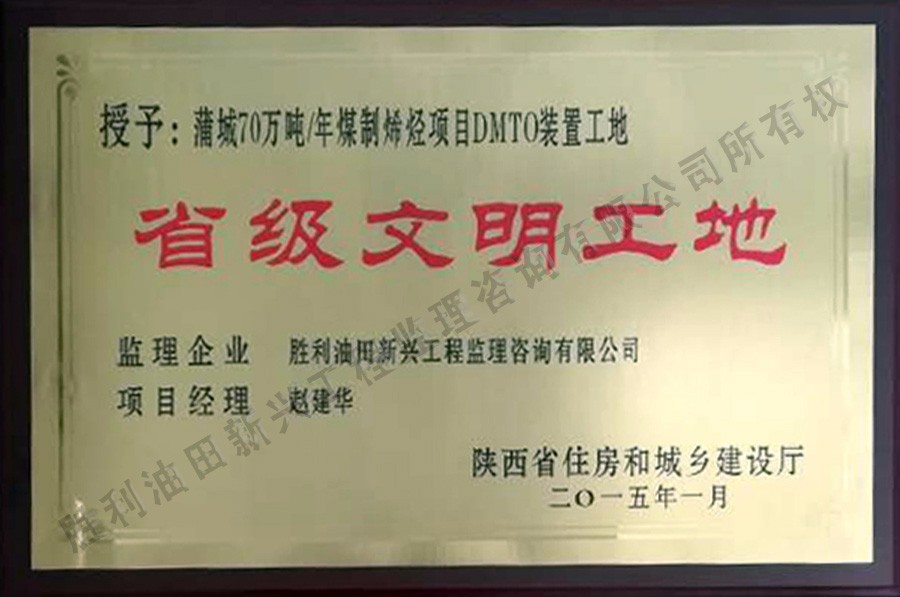 授予：蒲城70万吨/年煤制烯烃项目DMTO装置工地
省级文明工地
监理企业 胜利油田新兴工程监理咨询有限公司
项目经理 赵建华
陕西省住房和城乡建设厅
二〇一五年一月
胜利油田新兴工程监理咨询有限公司所有权